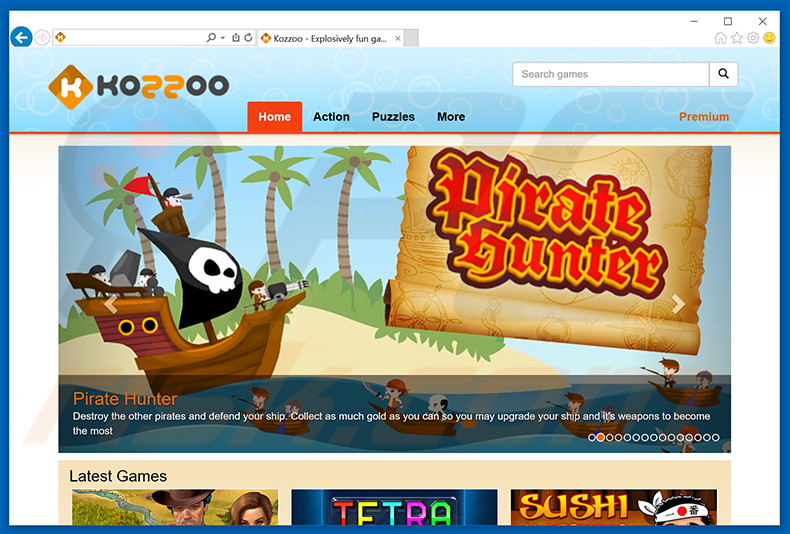 Kozzoo - Explosively fun ga...
KOZZOO
Search games
Home
Action
Puzzles
More
Premium
Pirate
Hunter
Pirate Hunter
Destroy the other pirates and defend your ship. Collect as much gold as you can so you may upgrade your ship and it's weapons to become
the most
Latest Games
TETRA
SUSHI
一番